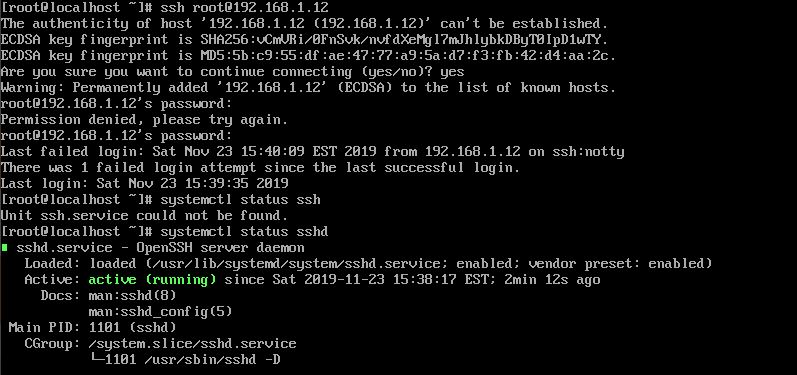 [root@localhost ~]# ssh root@192.168.1.12
The authenticity of host '192.168.1.12 (192.168.1.12)' can't be established.
ECDSA key fingerprint is SHA256:vCmVRi/0FnSvk/nvfdXeMgl7mJhlybkDByT0IpD1wTY.
ECDSA key fingerprint is MD5:5b:c9:55:df:ae:47:77:a9:5a:d7:f3:fb:42:d4:aa:2c.
Are you sure you want to continue connecting (yes/no)? yes
Warning: Permanently added '192.168.1.12' (ECDSA) to the list of known hosts.
root@192.168.1.12's password:
Permission denied, please try again.
root@192.168.1.12's password:
Last failed login: Sat Nov 23 15:40:09 EST 2019 from 192.168.1.12 on ssh:notty
There was 1 failed login attempt since the last successful login.
Last login: Sat Nov 23 15:39:35 2019
[root@localhost ~]# systemctl status ssh
Unit ssh.service could not be found.
[root@localhost ~]# systemctl status sshd
sshd.service - OpenSSH server daemon
Loaded: loaded (/usr/lib/systemd/system/sshd.service; enabled; vendor preset: enabled)
Active: active (running) since Sat 2019-11-23 15:38:17 EST; 2min 12s ago
Docs: man:sshd(8)
man:sshd_config(5)
Main PID: 1101 (sshd)
CGroup: /system.slice/sshd.service
└─1101 /usr/sbin/sshd -D